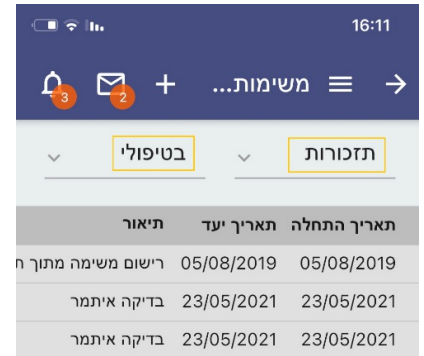 16:11
משימות...
2
3
תזכורות בטיפולי
תאריך התחלה תאריך יעד תיאור
05/08/2019 05/08/2019 רישום משימה מתוך ת
23/05/2021 23/05/2021 בדיקה איתמר
23/05/2021 23/05/2021 בדיקה איתמר